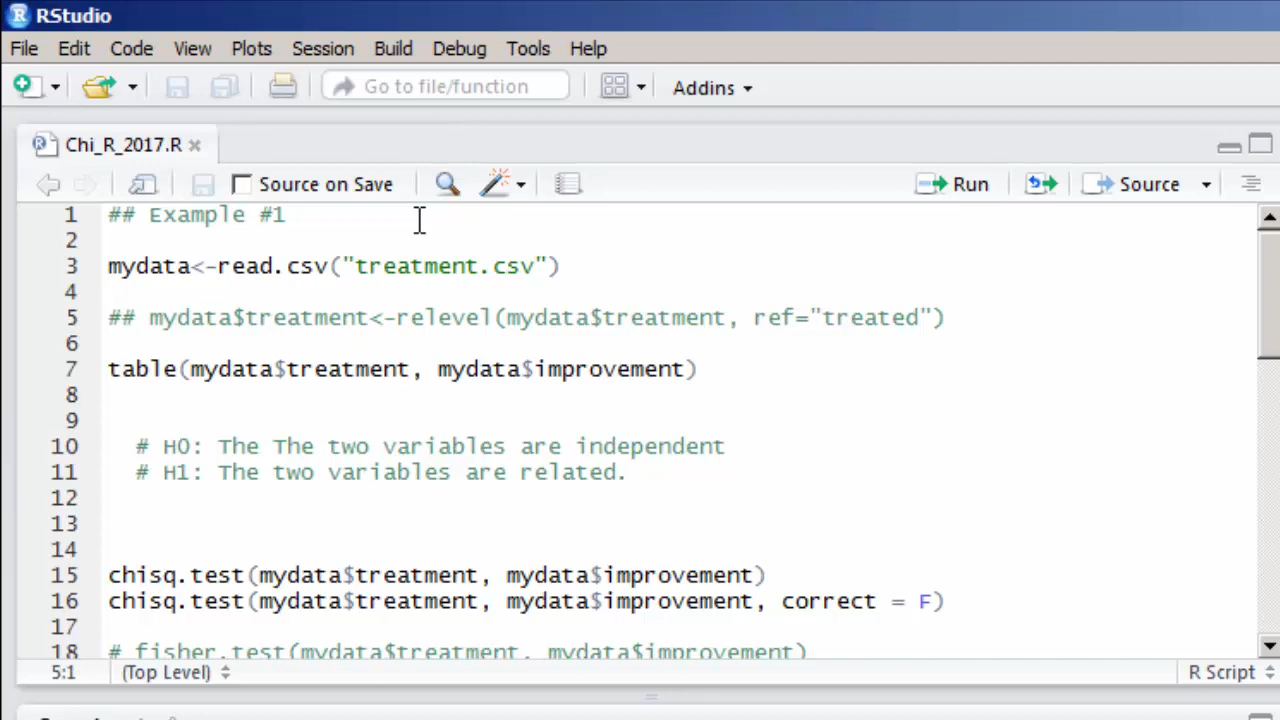 RStudio
File Edit Code View Plots Session Build Debug Tools Help
Go to file/function Addins
Chi_R_2017.R
Source on Save Run Source
1 ## Example #1
2
3 mydata<-read.csv("treatment.csv")
4
5 ## mydata$treatment<-relevel(mydata$treatment, ref="treated")
6
7 table(mydata$treatment, mydata$improvement)
8
9
10 # H0: The The two variables are independent
11 # H1: The two variables are related.
12
13
14
15 chisq.test(mydata$treatment, mydata$improvement)
16 chisq.test(mydata$treatment, mydata$improvement, correct = F)
17
18 # fisher.test(mydata$treatment, mydata$improvement)
5:1 (Top Level) R Script